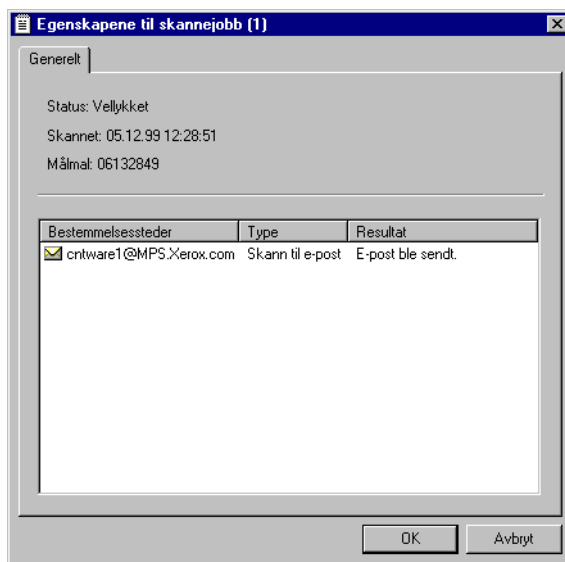 Egenskapene til skannejobb (1)
Generelt
Status: Vellykket
Skannet: 05.12.99 12:28:51
Målmal: 06132849
Bestemmelsessteder Type Resultat
cntware1@MPS.Xerox.com Skann til e-post E-post ble sendt.
OK Avbryt